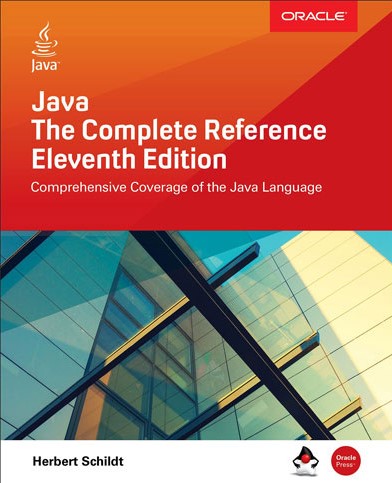 ORACLE
Java
Java
The Complete Reference
Eleventh Edition
Comprehensive Coverage of the Java Language
Herbert Schildt
Oracle
Press